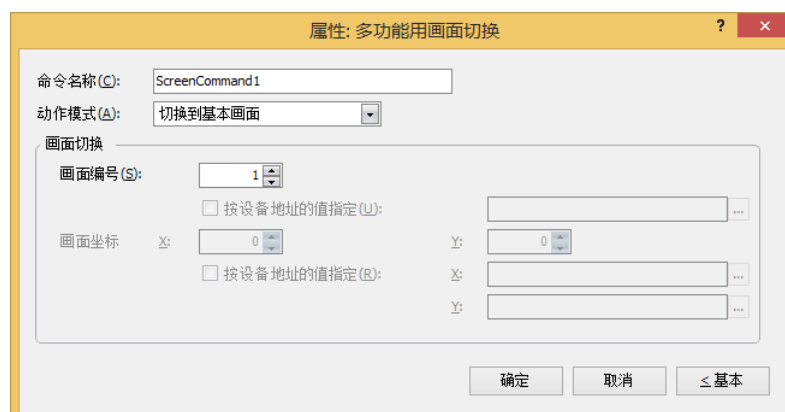 属性: 多功能用画面切换 ? ×
命令名称(C): ScreenCommand1
动作模式(A): 切换到基本画面
画面切换
画面编号(S): 1
按设备地址的值指定(U): ...
画面坐标 X: 0 Y: 0
按设备地址的值指定(R): X: ...
Y: ...
确定 取消 ≤基本